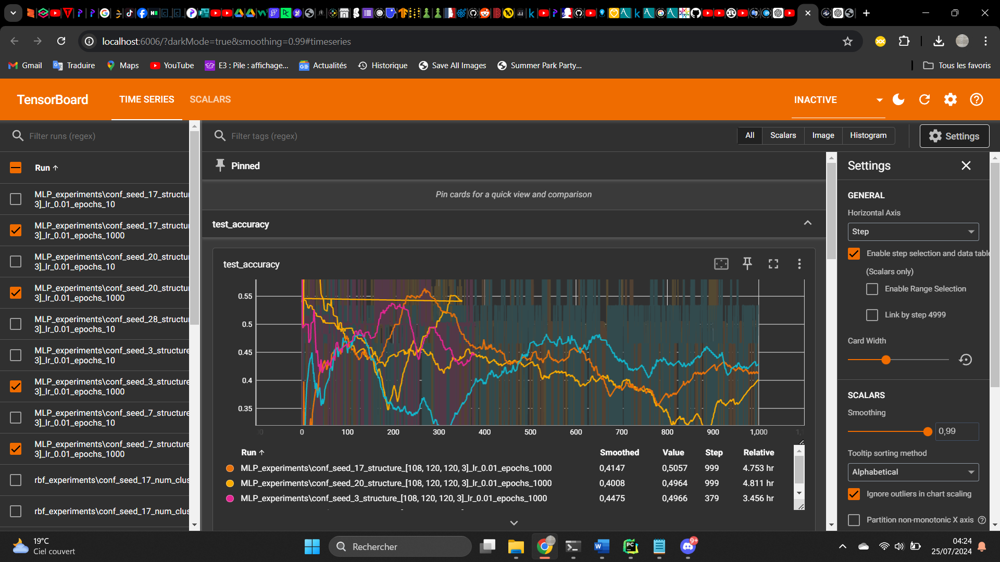 localhost:6006/?darkMode=true&smoothing=0.99#timeseries
Gmail
Traduire
Maps
YouTube
E3 : Pile : affichage...
Actualités
Historique
Save All Images
Summer Park Party...
Tous les favoris
TensorBoard
TIME SERIES
SCALARS
INACTIVE
Filter runs (regex)
Filter tags (regex)
All
Scalars
Image
Histogram
Settings
Run
MLP_experiments\conf_seed_17_structu
3]_lr_0.01_epochs_10
MLP_experiments\conf_seed_17_structu
3]_lr_0.01_epochs_1000
MLP_experiments\conf_seed_20_structu
3]_lr_0.01_epochs_10
MLP_experiments\conf_seed_20_structu
3]_lr_0.01_epochs_1000
MLP_experiments\conf_seed_28_structu
3]_lr_0.01_epochs_10
MLP_experiments\conf_seed_3_structure
3]_lr_0.01_epochs_10
MLP_experiments\conf_seed_3_structure
3]_lr_0.01_epochs_1000
MLP_experiments\conf_seed_7_structure
3]_lr_0.01_epochs_10
MLP_experiments\conf_seed_7_structure
3]_lr_0.01_epochs_1000
rbf_experiments\conf_seed_17_num_clus
rbf_experiments\conf_seed_17_num_clus
Pinned
Pin cards for a quick view and comparison
test_accuracy
test_accuracy
0.55
0.5
0.45
0.4
0.35
0 100 200 300 400 500 600 700 800 900 1,000
Run Smoothed Value Step Relative
MLP_experiments\conf_seed_17_structure_[108, 120, 120, 3]_lr_0.01_epochs_1000 0,4147 0,5057 999 4.753 hr
MLP_experiments\conf_seed_20_structure_[108, 120, 120, 3]_lr_0.01_epochs_1000 0,4008 0,4964 999 4.811 hr
MLP_experiments\conf_seed_3_structure_[108, 120, 120, 3]_lr_0.01_epochs_1000 0,4475 0,4966 379 3.456 hr
Settings
GENERAL
Horizontal Axis
Step
Enable step selection and data table
(Scalars only)
Enable Range Selection
Link by step 4999
Card Width
SCALARS
Smoothing
0,99
Tooltip sorting method
Alphabetical
Ignore outliers in chart scaling
Partition non-monotonic X axis
19°C
Ciel couvert
Rechercher
9+
04:24
25/07/2024